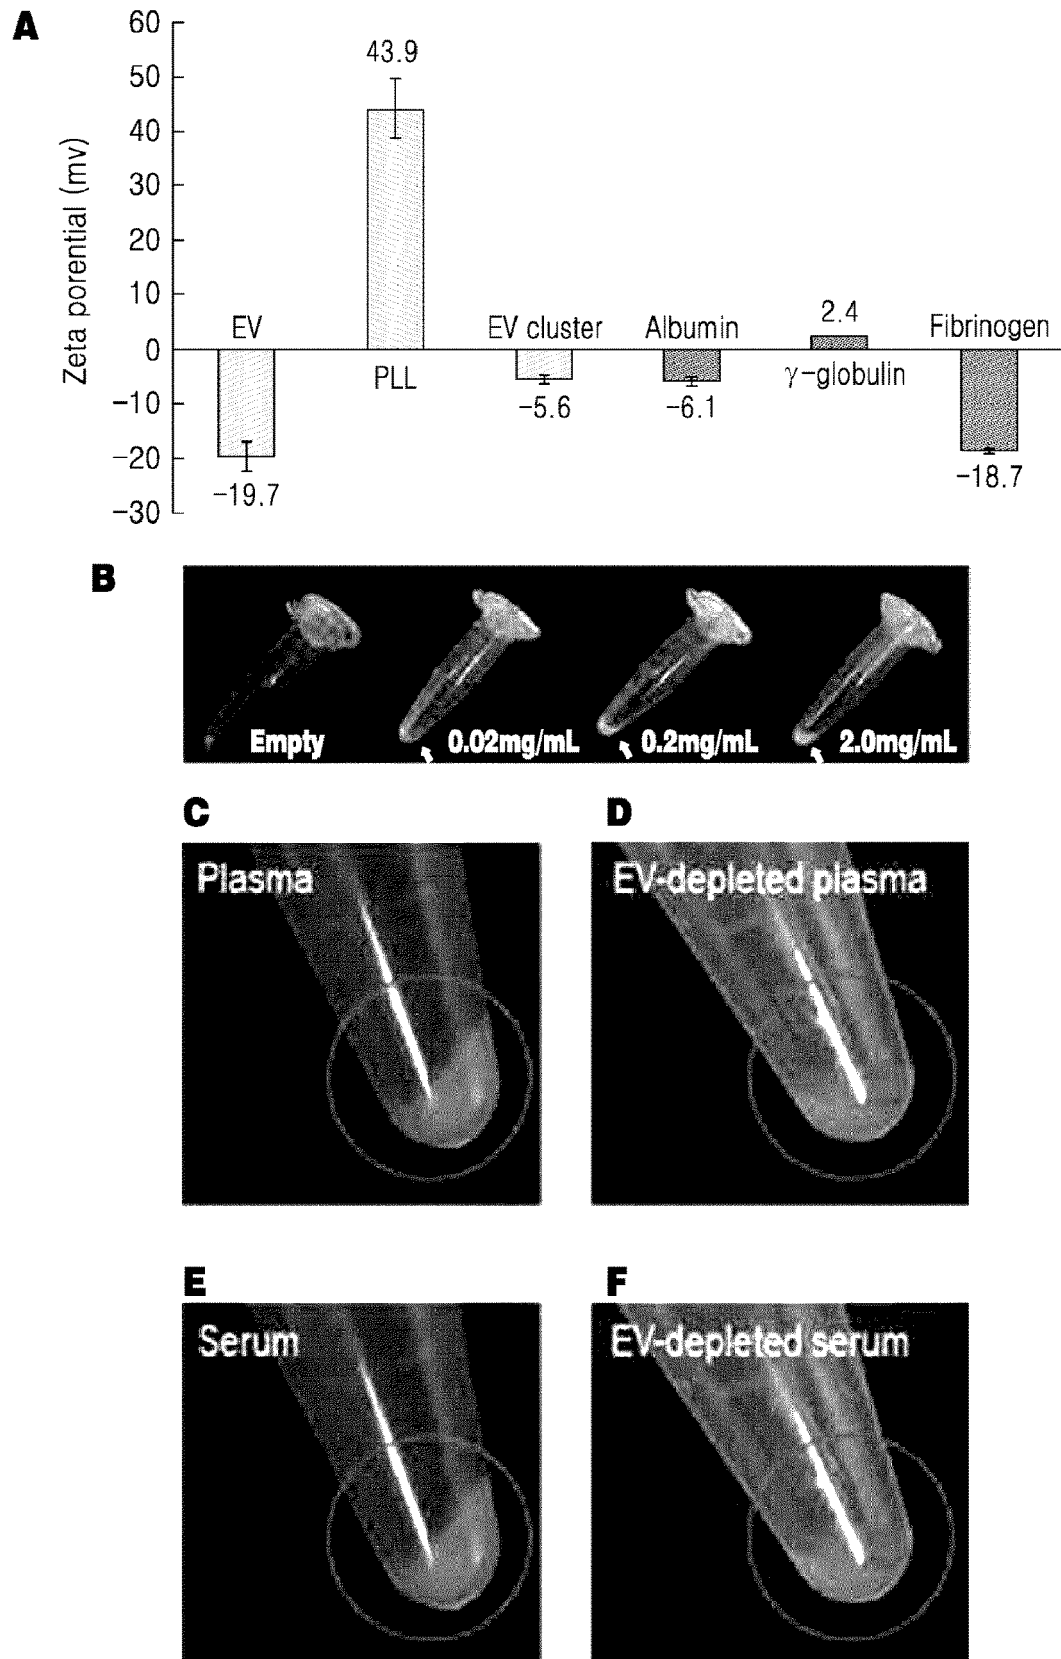 A
60
50
40
30
20
10
0
−10
−20
−30
Zeta porential (mv)
EV
−19.7
43.9
PLL
EV cluster
−5.6
Albumin
−6.1
2.4
γ-globulin
Fibrinogen
−18.7
B
Empty
0.02mg/mL
0.2mg/mL
2.0mg/mL
C
D
Plasma
EV-depleted plasma
E
F
Serum
EV-depleted serum